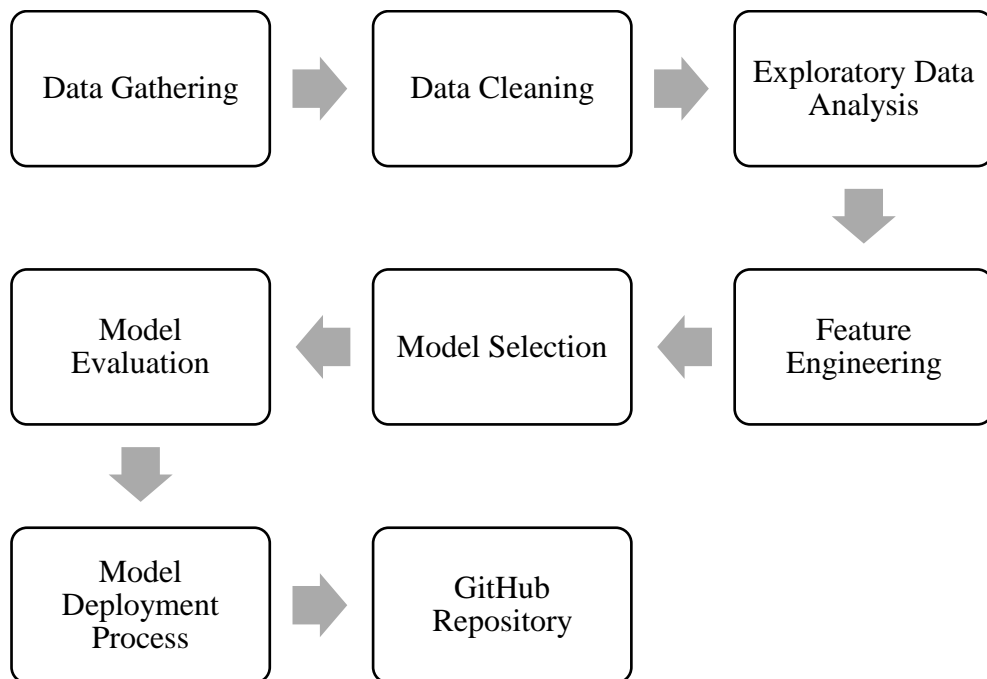 Data Gathering
Data Cleaning
Exploratory Data
Analysis
Feature
Engineering
Model Selection
Model
Evaluation
Model
Deployment
Process
GitHub
Repository